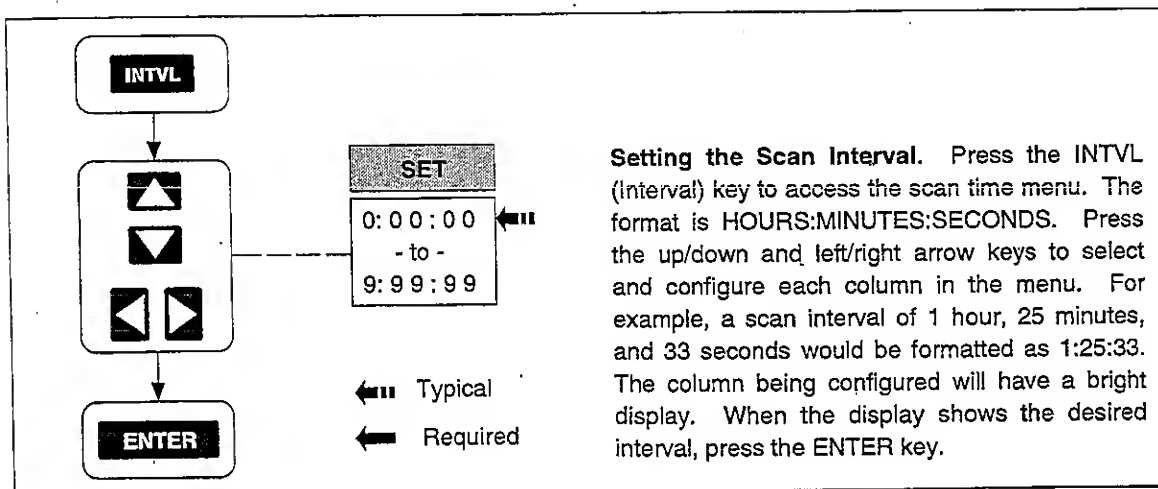 INTVL
SET
0:00:00
- to -
9:99:99
Typical
Required
ENTER
Setting the Scan Interval. Press the INTVL
(Interval) key to access the scan time menu. The
format is HOURS:MINUTES:SECONDS. Press
the up/down and left/right arrow keys to select
and configure each column in the menu. For
example, a scan interval of 1 hour, 25 minutes,
and 33 seconds would be formatted as 1:25:33.
The column being configured will have a bright
display. When the display shows the desired
interval, press the ENTER key.